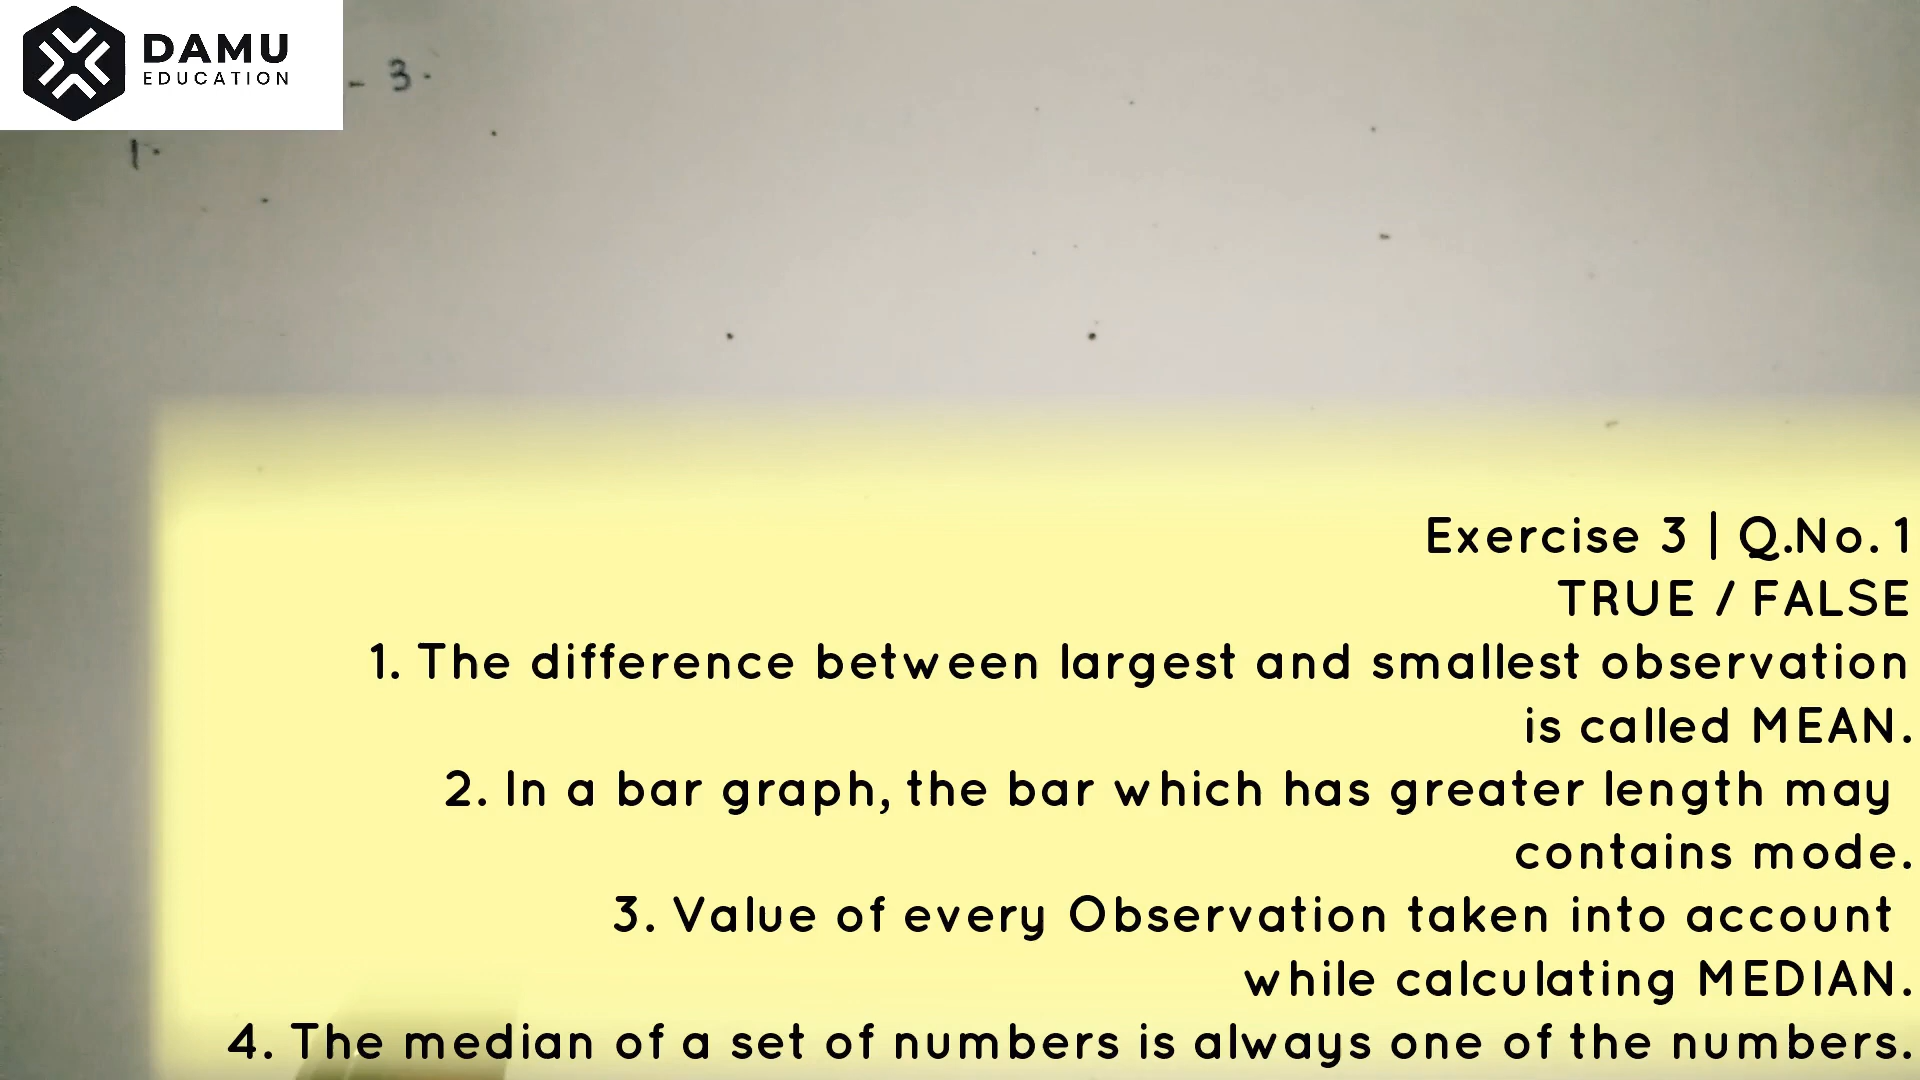 DAMU
EDUCATION
- 3.
1.
Exercise 3 | Q.No. 1
TRUE / FALSE
1. The difference between largest and smallest observation
is called MEAN.
2. In a bar graph, the bar which has greater length may
contains mode.
3. Value of every Observation taken into account
while calculating MEDIAN.
4. The median of a set of numbers is always one of the numbers.